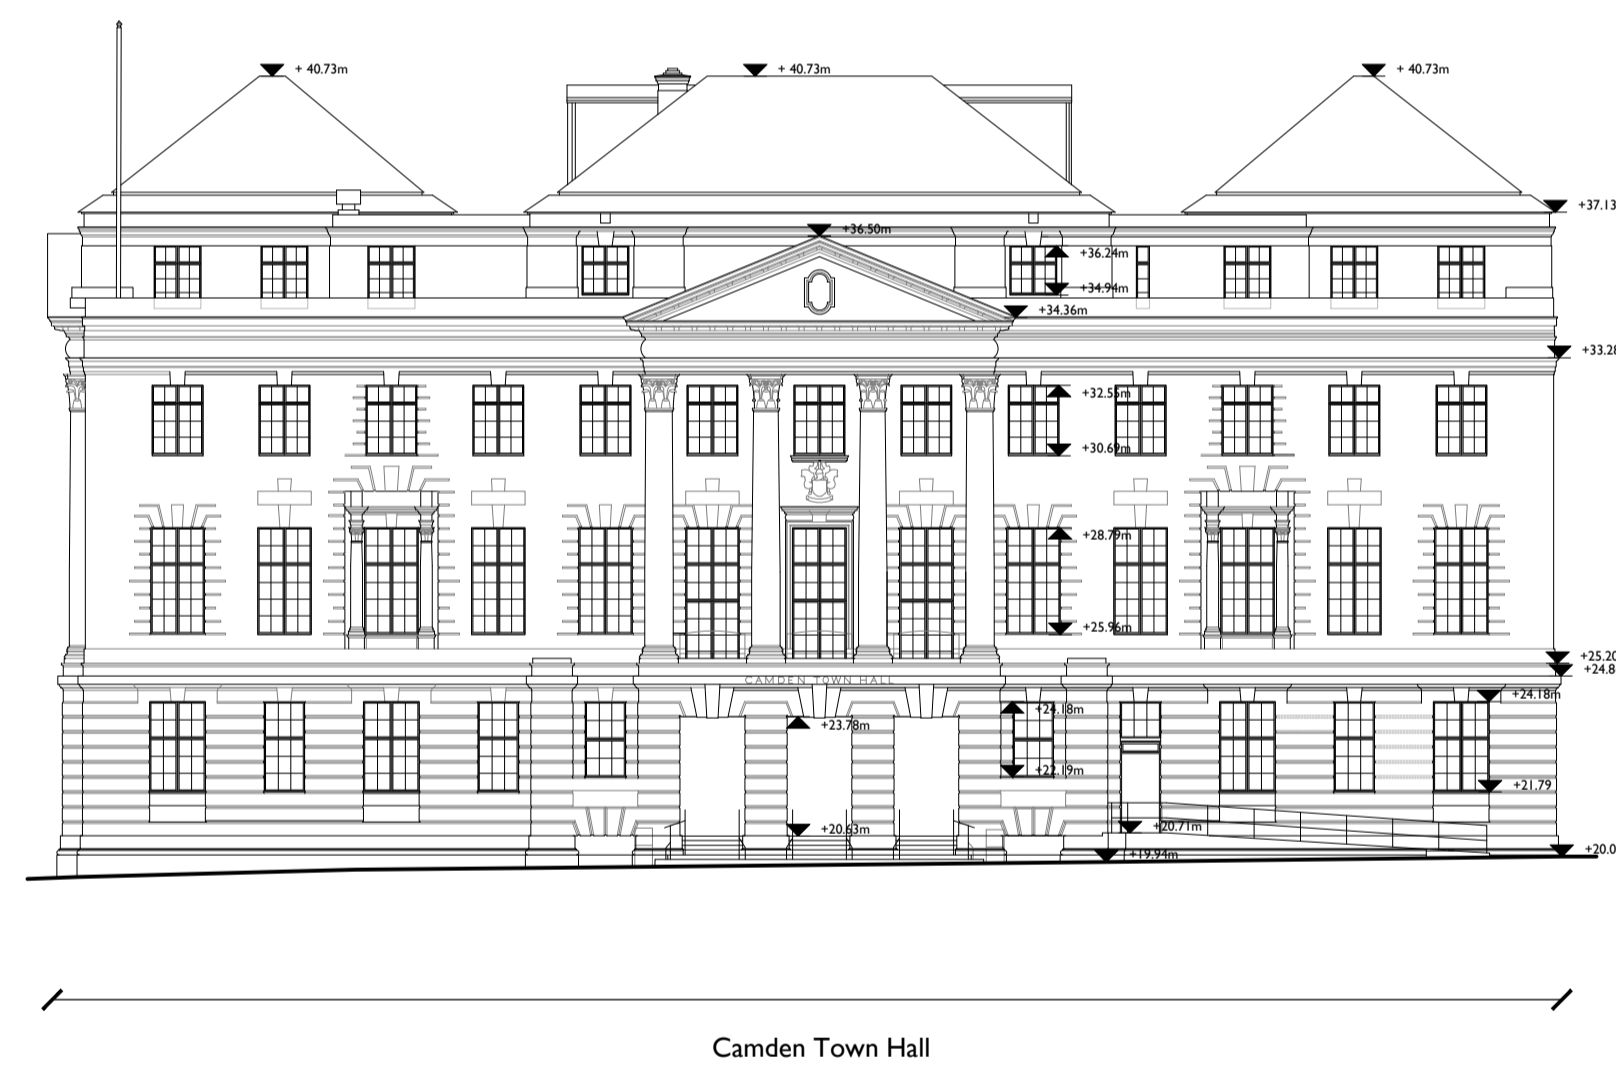 + 40.73m
+ 40.73m
+ 40.73m
+37.13
+36.50m
+36.24m
+34.94m
+34.36m
+33.28
+32.55m
+30.69m
+28.79m
+25.96m
+25.20
+24.8
CAMDEN TOWN HALL
+24.18m
+24.18m
+23.78m
+22.19m
+21.79
+20.63m
+20.71m
+19.94m
+20.0
Camden Town Hall